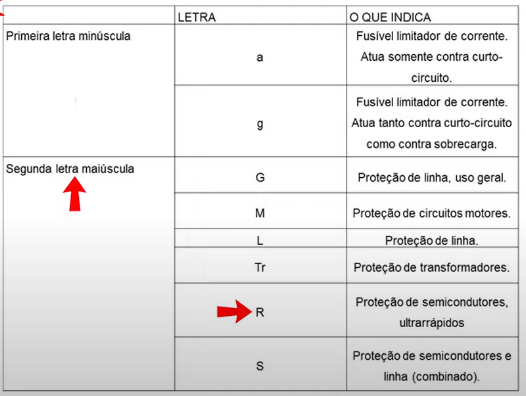 LETRA O QUE INDICA
Primeira letra minúscula
a
Fusível limitador de corrente.
Atua somente contra curto-
circuito.
g
Fusível limitador de corrente.
Atua tanto contra curto-circuito
como contra sobrecarga.
Segunda letra maiúscula
G
Proteção de linha, uso geral.
M
Proteção de circuitos motores.
L
Proteção de linha.
Tr
Proteção de transformadores.
R
Proteção de semicondutores,
ultrarrápidos
S
Proteção de semicondutores e
linha (combinado).